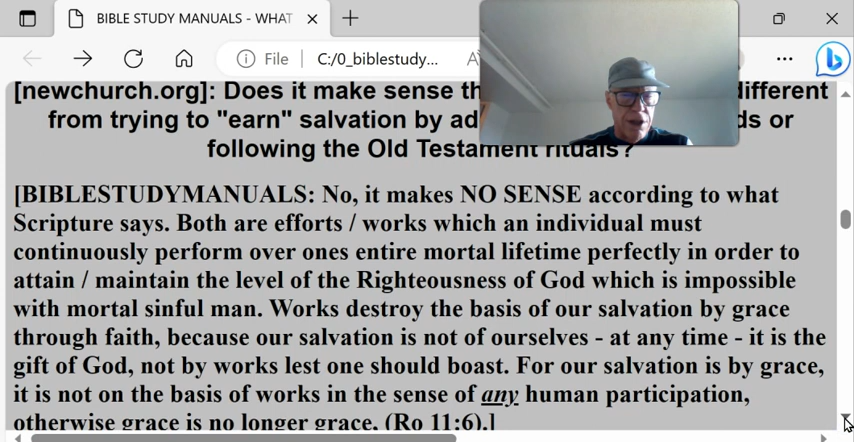 BIBLE STUDY MANUALS - WHAT
File C:/0_biblestudy...
[newchurch.org]: Does it make sense ifferent
from trying to "earn" salvation by ad ds or
following the Old Testament rituals?
[BIBLESTUDYMANUALS: No, it makes NO SENSE according to what
Scripture says. Both are efforts / works which an individual must
continuously perform over ones entire mortal lifetime perfectly in order to
attain / maintain the level of the Righteousness of God which is impossible
with mortal sinful man. Works destroy the basis of our salvation by grace
through faith, because our salvation is not of ourselves - at any time - it is the
gift of God, not by works lest one should boast. For our salvation is by grace,
it is not on the basis of works in the sense of any human participation,
otherwise grace is no longer grace, (Ro 11:6).]